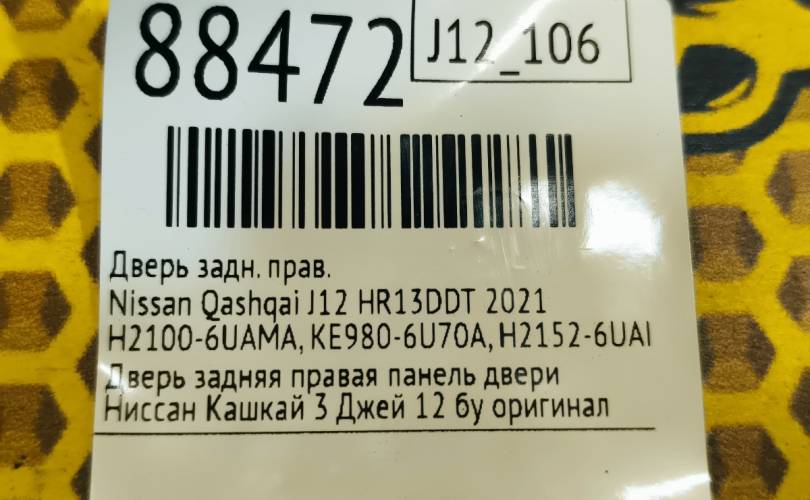 88472
J12_106
Дверь задн. прав.
Nissan Qashqai J12 HR13DDT 2021
H2100-6UAMA, KE980-6U70A, H2152-6UAI
Дверь задняя правая панель двери
Ниссан Кашкай 3 Джей 12 бу оригинал